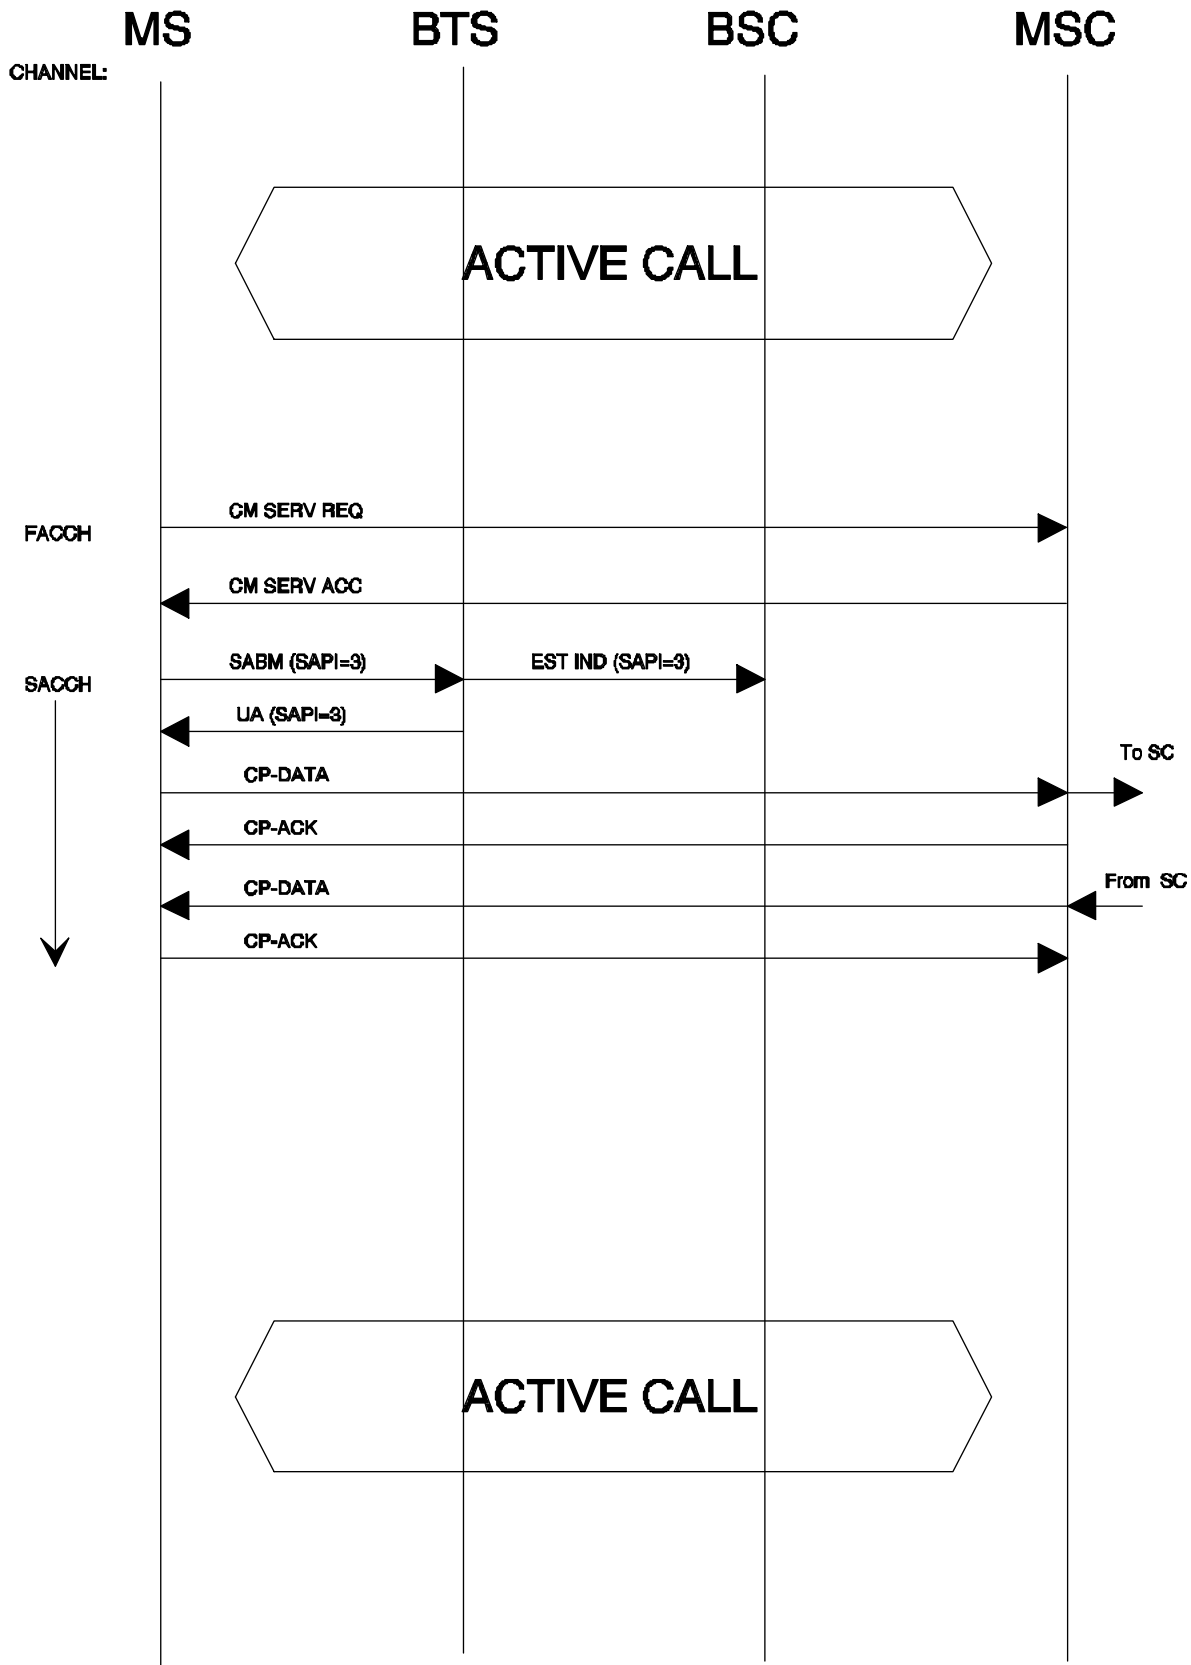 MS BTS BSC MSC
CHANNEL:
ACTIVE CALL
CM SERV REQ
FACCH
CM SERV ACC
SABM (SAPI=3) EST IND (SAPI=3)
SACCH
UA (SAPI=3)
To SC
CP-DATA
CP-ACK
From SC
CP-DATA
CP-ACK
ACTIVE CALL